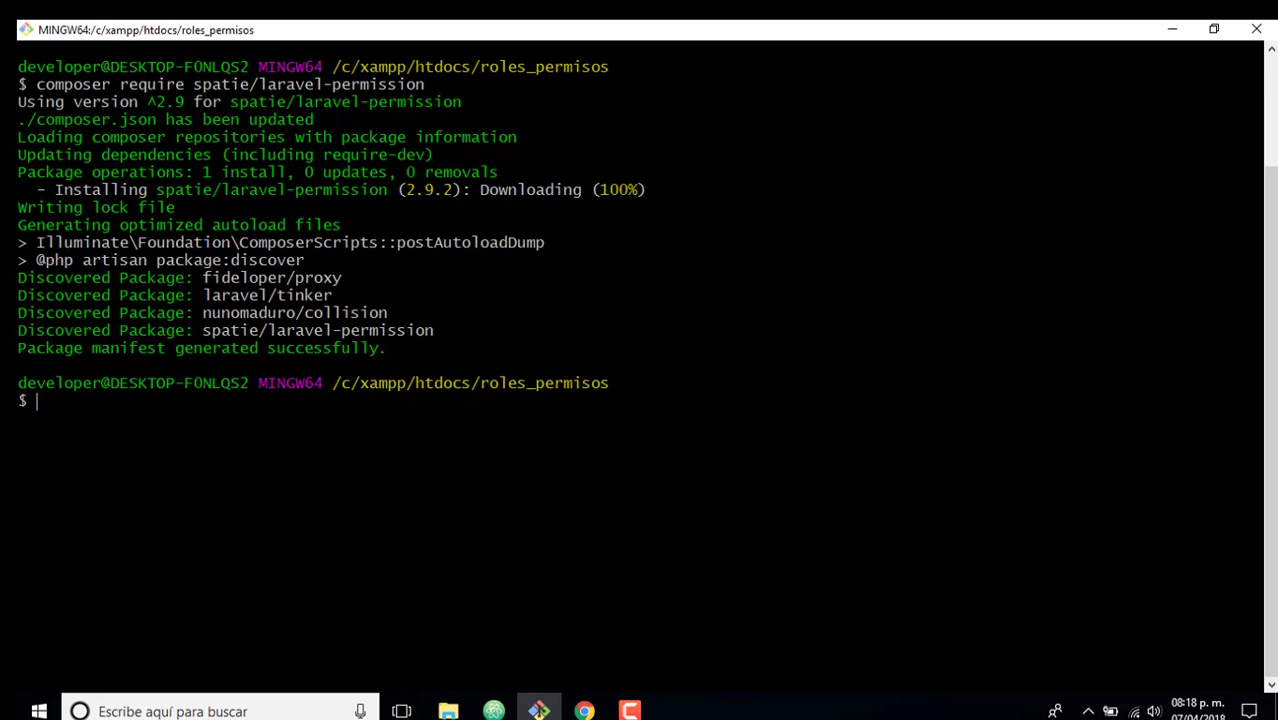 MINGW64:/c/xampp/htdocs/roles_permisos
developer@DESKTOP-F0NLQS2 MINGW64 /c/xampp/htdocs/roles_permisos
$ composer require spatie/laravel-permission
Using version ^2.9 for spatie/laravel-permission
./composer.json has been updated
Loading composer repositories with package information
Updating dependencies (including require-dev)
Package operations: 1 install, 0 updates, 0 removals
  - Installing spatie/laravel-permission (2.9.2): Downloading (100%)
Writing lock file
Generating optimized autoload files
> Illuminate\Foundation\ComposerScripts::postAutoloadDump
> @php artisan package:discover
Discovered Package: fideloper/proxy
Discovered Package: laravel/tinker
Discovered Package: nunomaduro/collision
Discovered Package: spatie/laravel-permission
Package manifest generated successfully.
developer@DESKTOP-F0NLQS2 MINGW64 /c/xampp/htdocs/roles_permisos
$
Escribe aquí para buscar
08:18 p. m.
07/04/2018